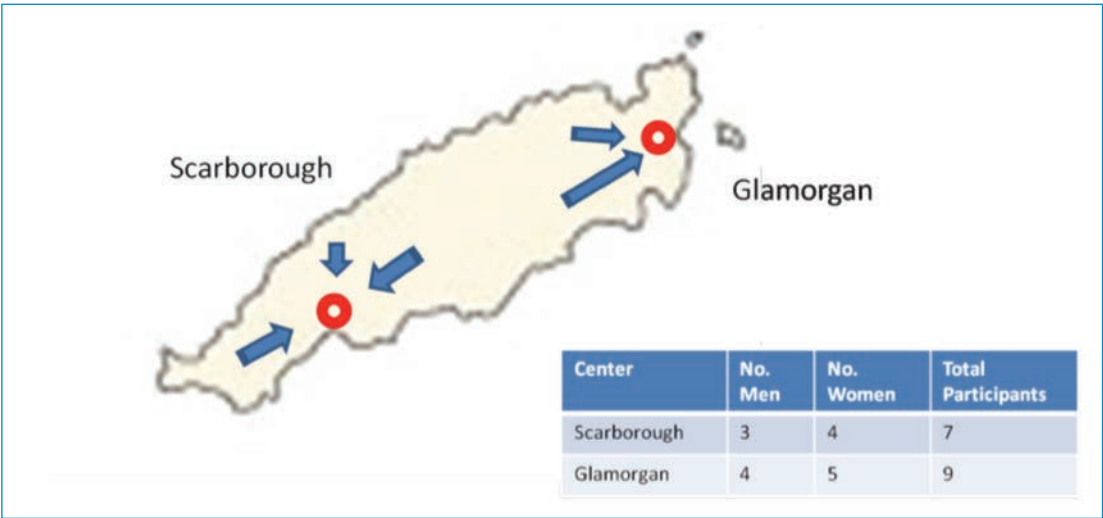 Scarborough
Glamorgan
Center No. Men No. Women Total Participants
Scarborough 3 4 7
Glamorgan 4 5 9